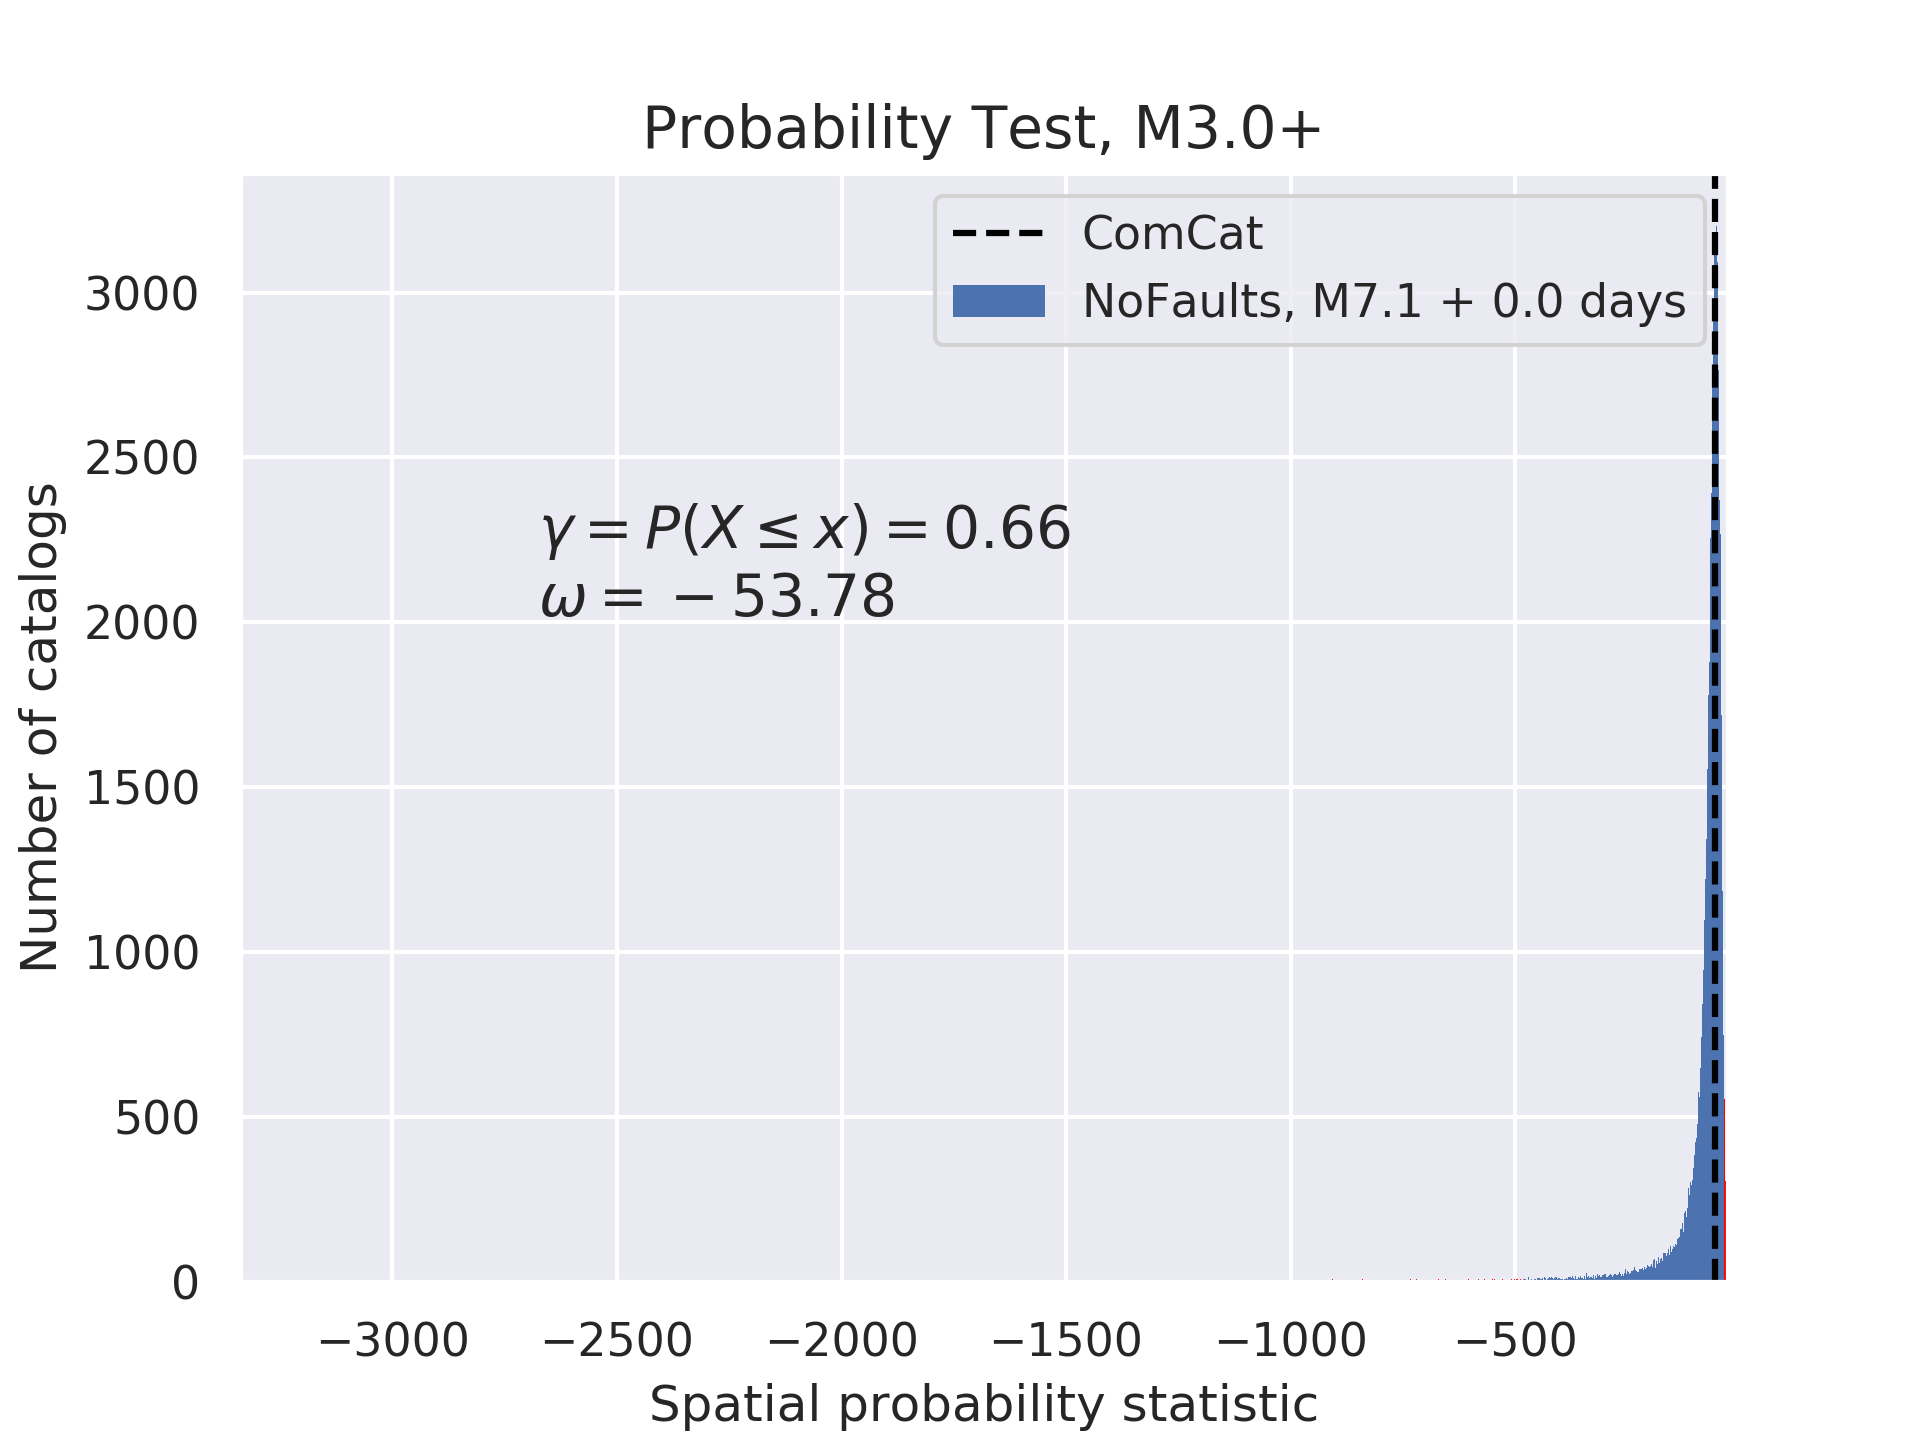 Probability Test, M3.0+
ComCat
NoFaults, M7.1 + 0.0 days
3000
2500
2000
1500
1000
500
0
Number of catalogs
γ = P(X ≤ x) = 0.66
ω = −53.78
−3000
−2500
−2000
−1500
−1000
−500
Spatial probability statistic